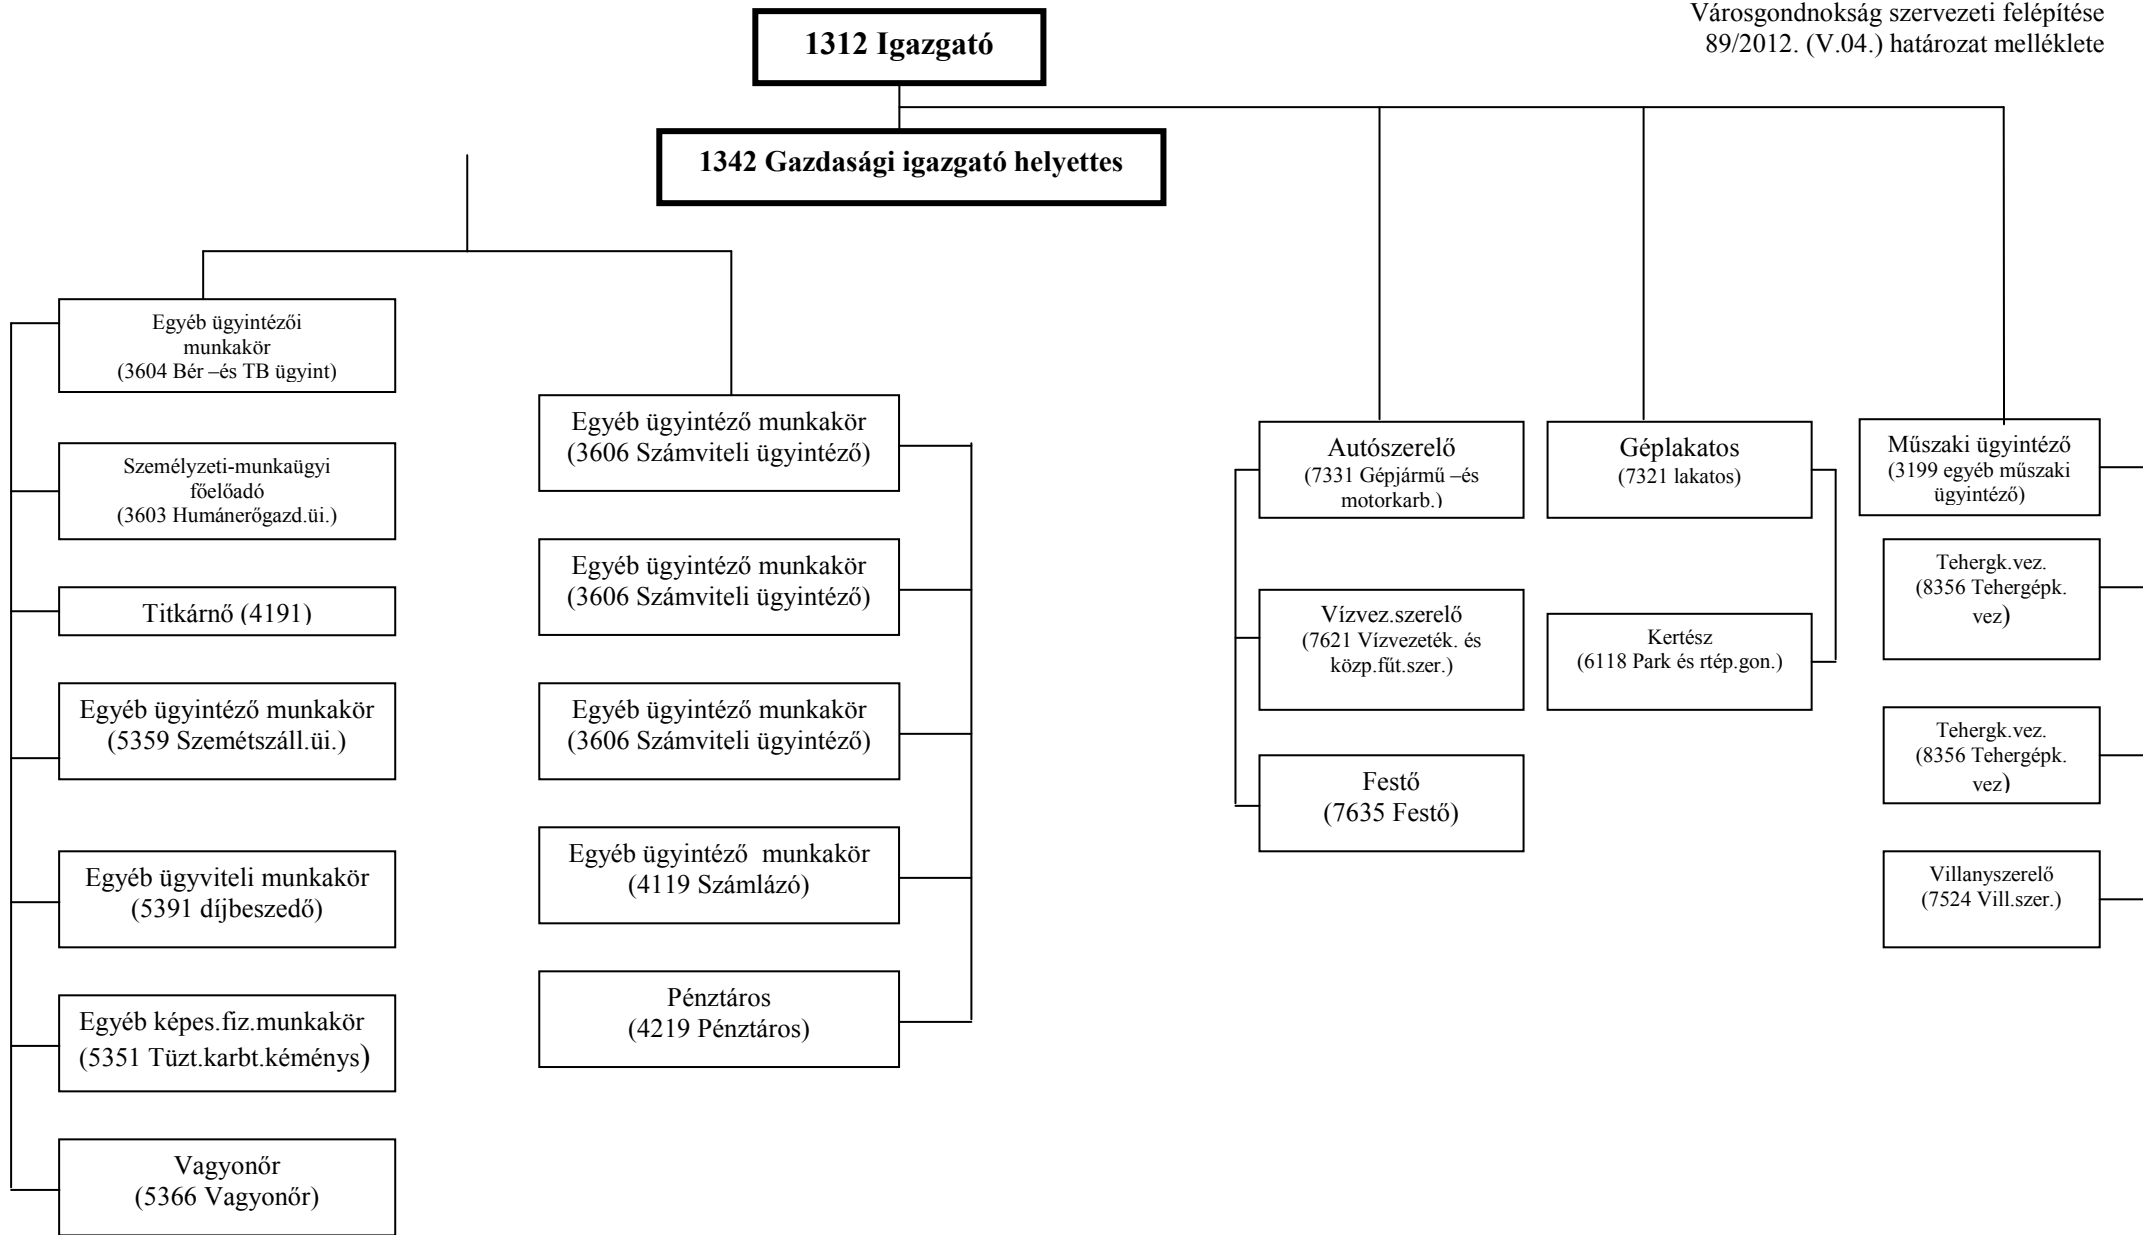 Városgondnokság szervezeti felépítése
89/2012. (V.04.) határozat melléklete
1312 Igazgató
1342 Gazdasági igazgató helyettes
Egyéb ügyintézői
munkakör
(3604 Bér –és TB ügyint)
Személyzeti-munkaügyi
főelőadó
(3603 Humánerőgazd.üi.)
Titkárnő (4191)
Egyéb ügyintéző munkakör
(5359 Szemétszáll.üi.)
Egyéb ügyviteli munkakör
(5391 díjbeszedő)
Egyéb képes.fiz.munkakör
(5351 Tüzt.karbt.kéménys)
Vagyonőr
(5366 Vagyonőr)
Egyéb ügyintéző munkakör
(3606 Számviteli ügyintéző)
Egyéb ügyintéző munkakör
(3606 Számviteli ügyintéző)
Egyéb ügyintéző munkakör
(3606 Számviteli ügyintéző)
Egyéb ügyintéző  munkakör
(4119 Számlázó)
Pénztáros
(4219 Pénztáros)
Autószerelő
(7331 Gépjármű –és
motorkarb.)
Vízvez.szerelő
(7621 Vízvezeték. és
közp.fűt.szer.)
Festő
(7635 Festő)
Géplakatos
(7321 lakatos)
Kertész
(6118 Park és rtép.gon.)
Műszaki ügyintéző
(3199 egyéb műszaki
ügyintéző)
Tehergk.vez.
(8356 Tehergépk.
vez)
Tehergk.vez.
(8356 Tehergépk.
vez)
Villanyszerelő
(7524 Vill.szer.)